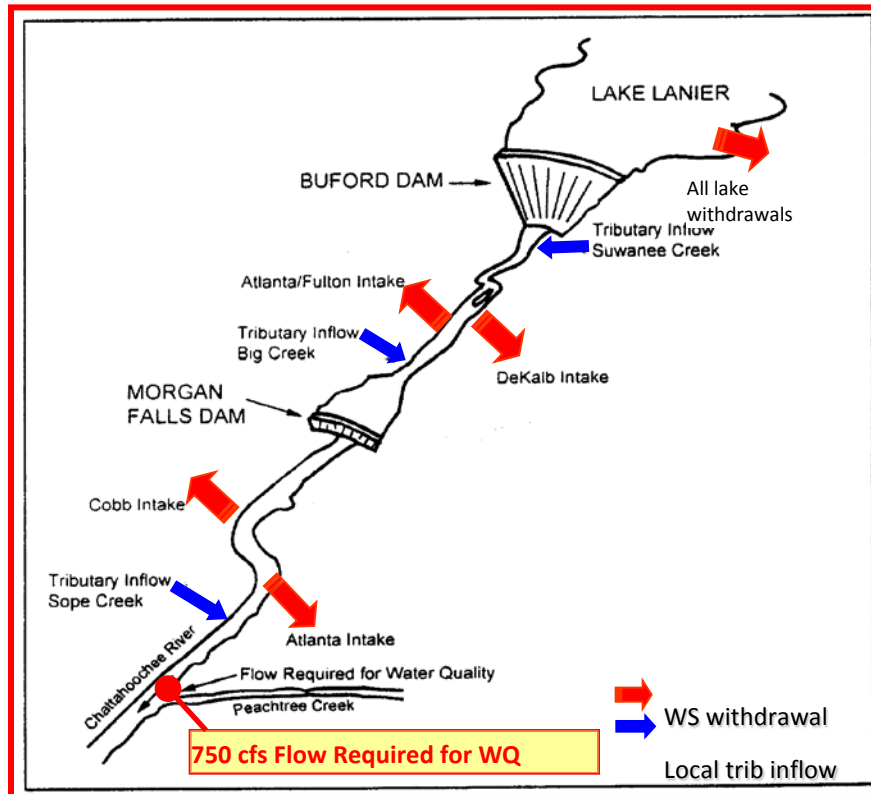 LAKE LANIER
BUFORD DAM
All lake
withdrawals
Tributary Inflow
Suwanee Creek
Atlanta/Fulton Intake
Tributary Inflow
Big Creek
DeKalb Intake
MORGAN
FALLS DAM
Cobb Intake
Tributary Inflow
Sope Creek
Atlanta Intake
Chattahoochee River
Flow Required for Water Quality
Peachtree Creek
750 cfs Flow Required for WQ
WS withdrawal
Local trib inflow